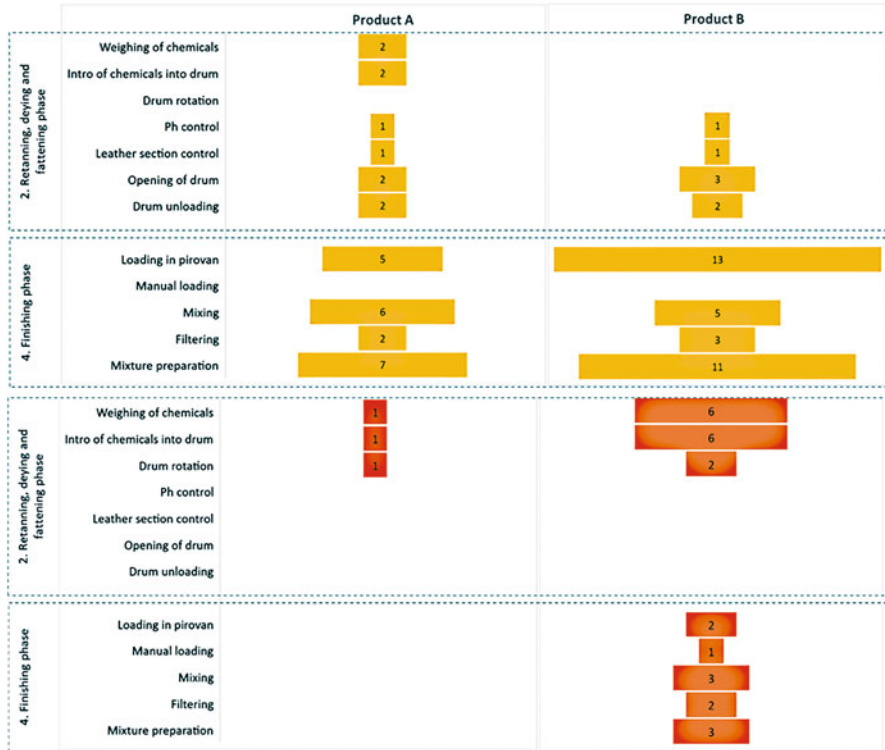 Product A Product B
2. Retanning, deying and
fattening phase
Weighing of chemicals 2
Intro of chemicals into drum 2
Drum rotation
Ph control 1 1
Leather section control 1 1
Opening of drum 2 3
Drum unloading 2 2
4. Finishing phase
Loading in pirovan 5 13
Manual loading
Mixing 6 5
Filtering 2 3
Mixture preparation 7 11
2. Retanning, deying and
fattening phase
Weighing of chemicals 1 6
Intro of chemicals into drum 1 6
Drum rotation 1 2
Ph control
Leather section control
Opening of drum
Drum unloading
4. Finishing phase
Loading in pirovan 2
Manual loading 1
Mixing 3
Filtering 2
Mixture preparation 3